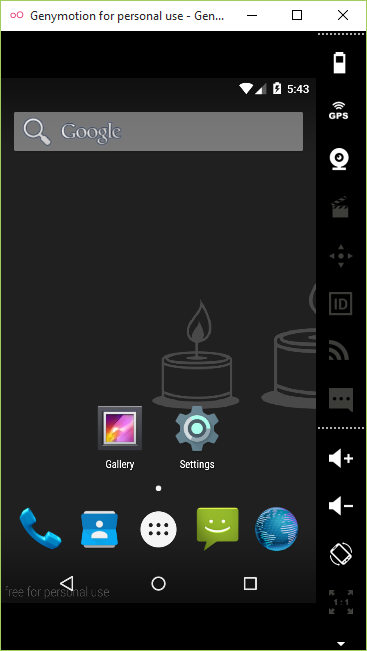 Genymotion for personal use - Gen...
5:43
Google
GPS
ID
Gallery
Settings
free for personal use
1:1